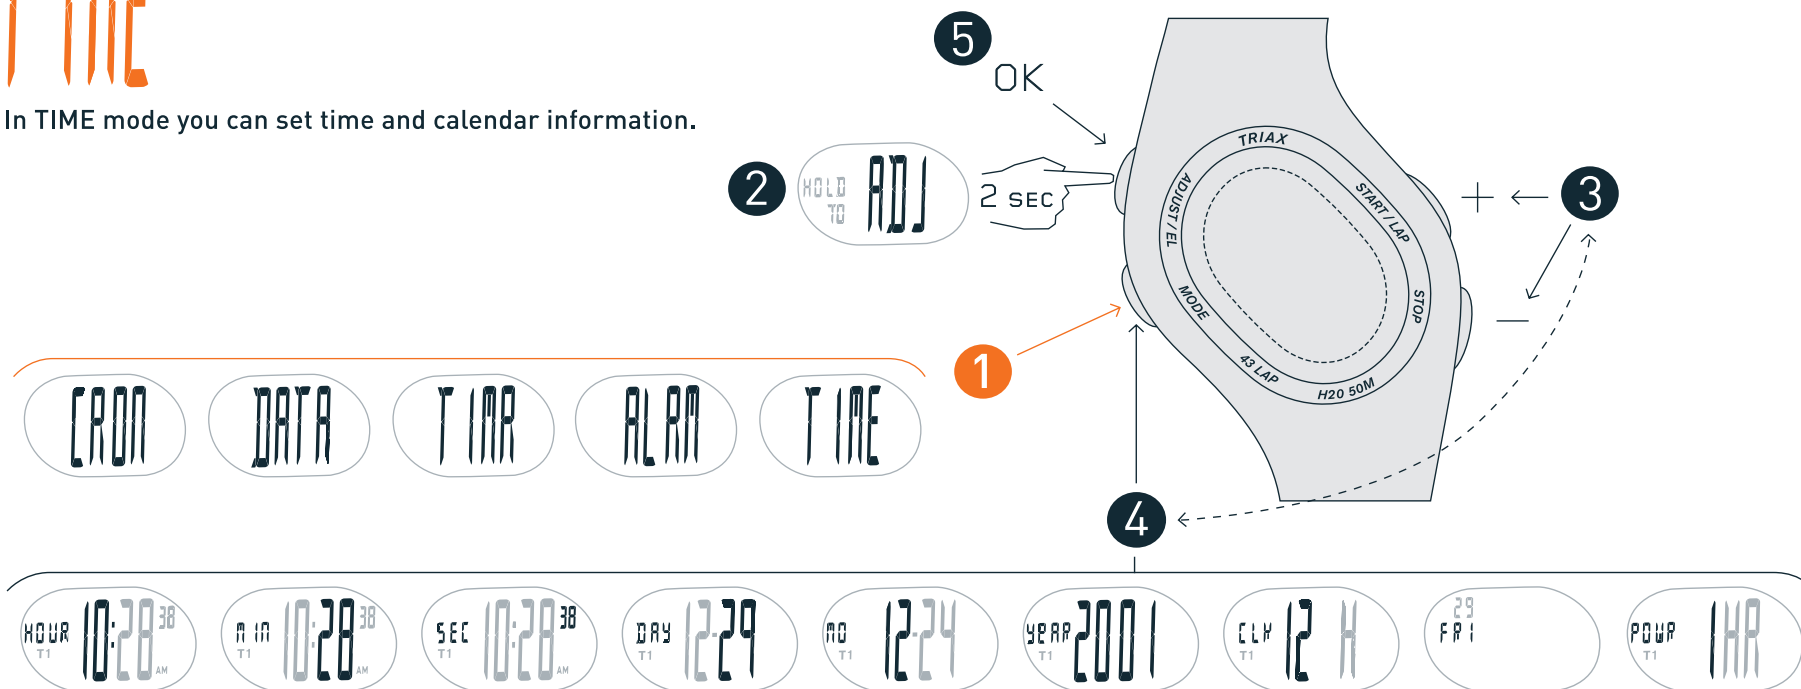 TIME
In TIME mode you can set time and calendar information.
5
OK
2
HOLD
TO
ADJ
2 SEC
TRIAX
ADJUST / EL
START / LAP
MODE
STOP
43 LAP
H20 50M
+
3
−
1
CRON
DATA
TIMR
ALRM
TIME
4
HOUR T1 10:28 38 AM
MIN T1 10:28 38 AM
SEC T1 10:28 38 AM
DAY T1 12-29
MO T1 12-24
YEAR T1 2001
CLK T1 12 H
29
FRI
POWR T1 1HR